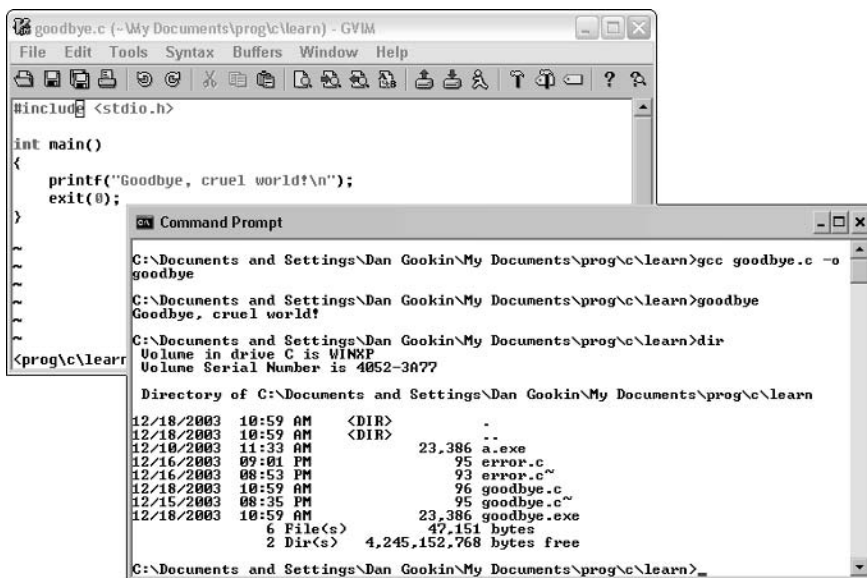 goodbye.c (~\My Documents\prog\c\learn) - GVIM
File Edit Tools Syntax Buffers Window Help
#include <stdio.h>
int main()
{
printf("Goodbye, cruel world!\n");
exit(0);
}
~
~
~
~
~
~
<prog\c\learn
Command Prompt
C:\Documents and Settings\Dan Gookin\My Documents\prog\c\learn>gcc goodbye.c -o
goodbye
C:\Documents and Settings\Dan Gookin\My Documents\prog\c\learn>goodbye
Goodbye, cruel world!
C:\Documents and Settings\Dan Gookin\My Documents\prog\c\learn>dir
Volume in drive C is WINXP
Volume Serial Number is 4052-3A77
Directory of C:\Documents and Settings\Dan Gookin\My Documents\prog\c\learn
12/18/2003 10:59 AM <DIR> .
12/18/2003 10:59 AM <DIR> ..
12/10/2003 11:33 AM 23,386 a.exe
12/16/2003 09:01 PM 95 error.c
12/16/2003 08:53 PM 93 error.c~
12/18/2003 10:59 AM 96 goodbye.c
12/15/2003 08:35 PM 95 goodbye.c~
12/18/2003 10:59 AM 23,386 goodbye.exe
6 File(s) 47,151 bytes
2 Dir(s) 4,245,152,768 bytes free
C:\Documents and Settings\Dan Gookin\My Documents\prog\c\learn>_